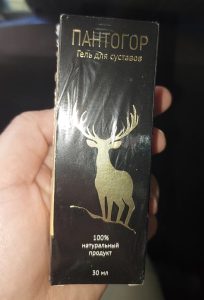 ПАНТОГОР
Гель для суставов
100%
натуральный
продукт
30 мл